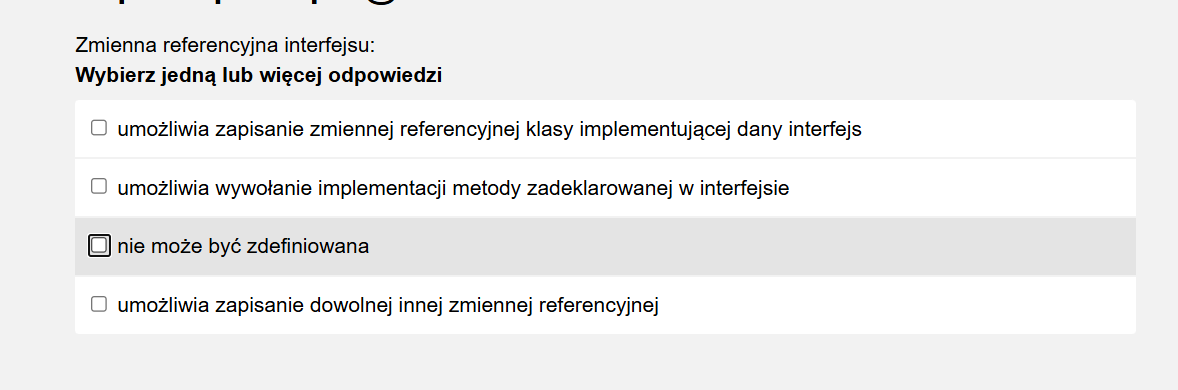 Zmienna referencyjna interfejsu:
Wybierz jedną lub więcej odpowiedzi
umożliwia zapisanie zmiennej referencyjnej klasy implementującej dany interfejs
umożliwia wywołanie implementacji metody zadeklarowanej w interfejsie
nie może być zdefiniowana
umożliwia zapisanie dowolnej innej zmiennej referencyjnej